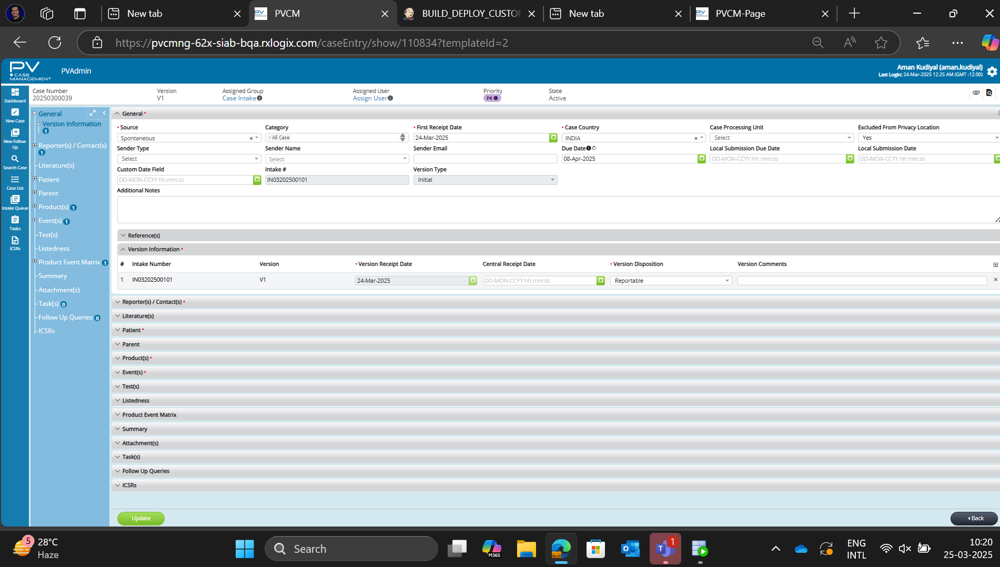 New tab
PVCM
BUILD_DEPLOY_CUSTOM
New tab
PVCM-Page
https://pvcmng-62x-siab-bqa.rxlogix.com/caseEntry/show/110834?templateId=2
PV CASE MANAGEMENT
PVAdmin
Aman Kudiyal (aman.kudiyal)
Last Login: 24-Mar-2025 12:25 AM (GMT -12:00)
Case Number Version Assigned Group Assigned User Priority State
20250300039 V1 Case Intake Assign User P4 Active
Dashboard
New Case
New Follow Up
Search Case
Case List
Intake Queue
Tasks
ICSRs
General
Version Information
1
Reporter(s) / Contact(s)
1
Literature(s)
Patient
Parent
Product(s) 1
Event(s) 1
Test(s)
Listedness
Product Event Matrix 1
Summary
Attachment(s)
Task(s) 0
Follow Up Queries 0
ICSRs
General •
• Source Category • First Receipt Date • Case Country Case Processing Unit Excluded From Privacy Location
Spontaneous × × AE Case 24-Mar-2025 INDIA × Select Yes
Sender Type Sender Name Sender Email Due Date Local Submission Due Date Local Submission Date
Select Select 08-Apr-2025 DD-MON-CCYY hh:mm:ss DD-MON-CCYY hh:mm:ss
Custom Date Field Intake # Version Type
DD-MON-CCYY hh:mm:ss IN03202500101 Initial
Additional Notes
Reference(s)
Version Information •
# Intake Number Version • Version Receipt Date Central Receipt Date • Version Disposition Version Comments
1 IN03202500101 V1 24-Mar-2025 DD-MON-CCYY hh:mm:ss Reportable ×
Reporter(s) / Contact(s) •
Literature(s)
Patient •
Parent
Product(s) •
Event(s) •
Test(s)
Listedness
Product Event Matrix
Summary
Attachment(s)
Task(s)
Follow Up Queries
ICSRs
Update
Back
5
28°C
Haze
Search
M365
1
ENG
INTL
10:20
25-03-2025